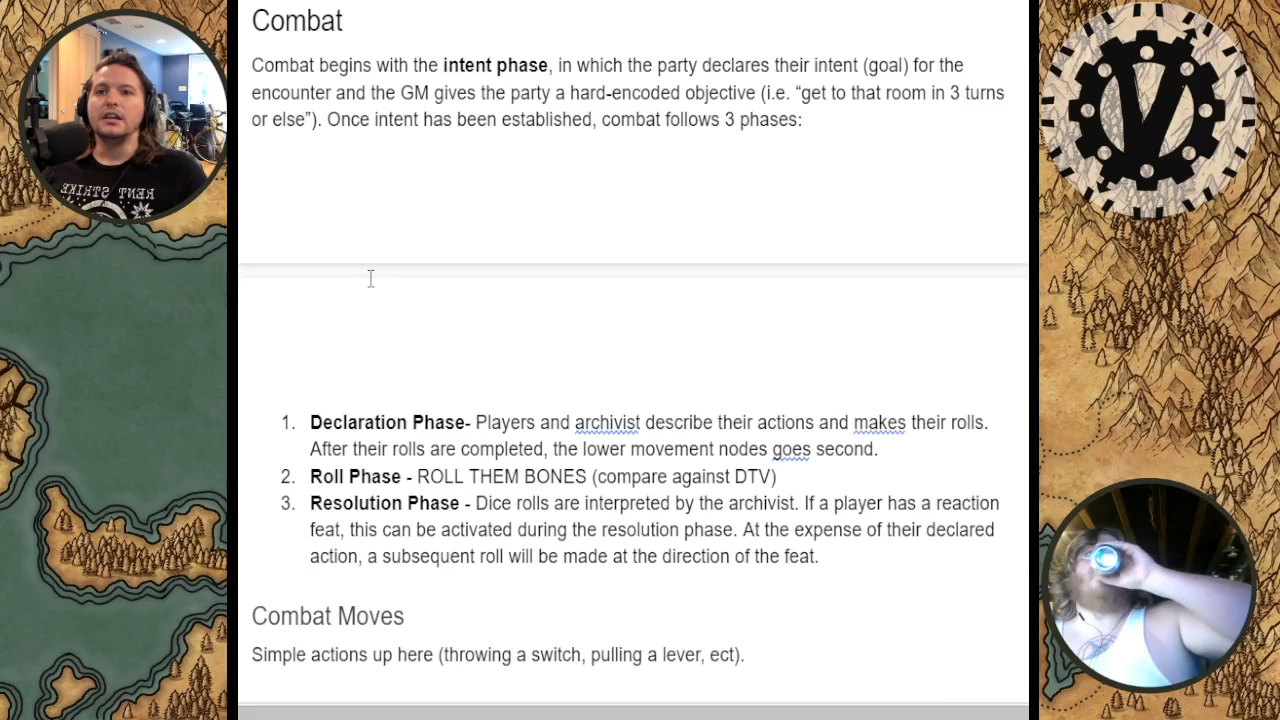 Combat
Combat begins with the intent phase, in which the party declares their intent (goal) for the
encounter and the GM gives the party a hard-encoded objective (i.e. “get to that room in 3 turns
or else”). Once intent has been established, combat follows 3 phases:
1. Declaration Phase- Players and archivist describe their actions and makes their rolls.
After their rolls are completed, the lower movement nodes goes second.
2. Roll Phase - ROLL THEM BONES (compare against DTV)
3. Resolution Phase - Dice rolls are interpreted by the archivist. If a player has a reaction
feat, this can be activated during the resolution phase. At the expense of their declared
action, a subsequent roll will be made at the direction of the feat.
Combat Moves
Simple actions up here (throwing a switch, pulling a lever, ect).
RENT STRIKE
V